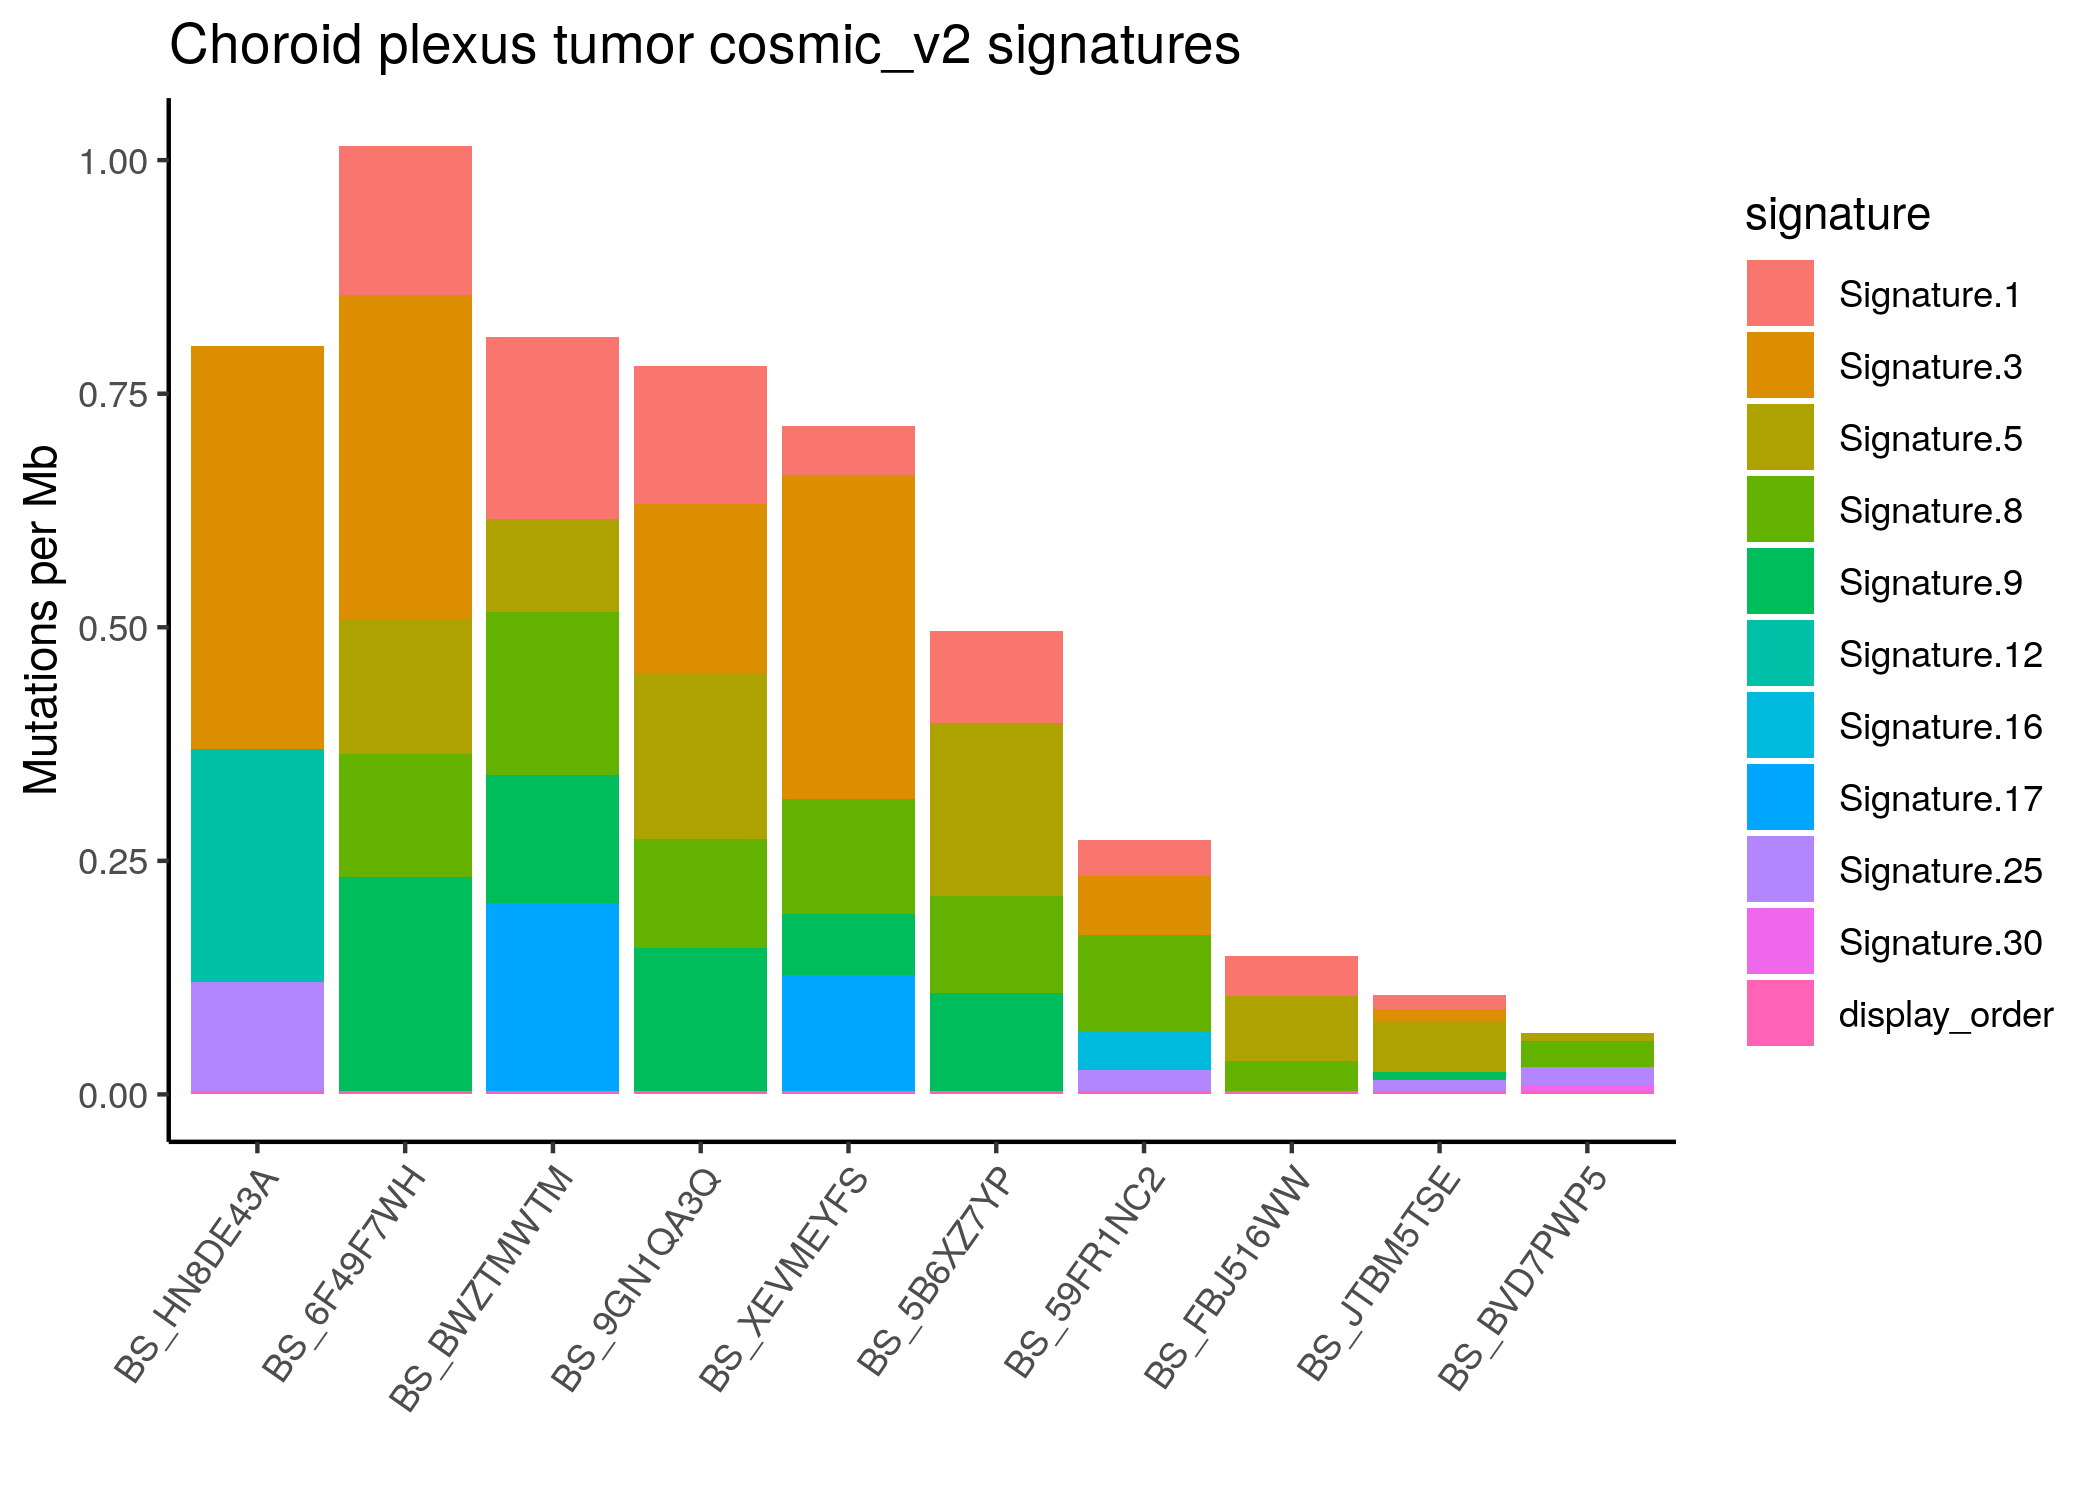 Choroid plexus tumor cosmic_v2 signatures
Mutations per Mb
1.00
0.75
0.50
0.25
0.00
BS_HN8DE43A
BS_6F49F7WH
BS_BWZTMWTM
BS_9GN1QA3Q
BS_XEVMEYFS
BS_5B6XZ7YP
BS_59FR1NC2
BS_FBJ516WW
BS_JTBM5TSE
BS_BVD7PWP5
signature
Signature.1
Signature.3
Signature.5
Signature.8
Signature.9
Signature.12
Signature.16
Signature.17
Signature.25
Signature.30
display_order